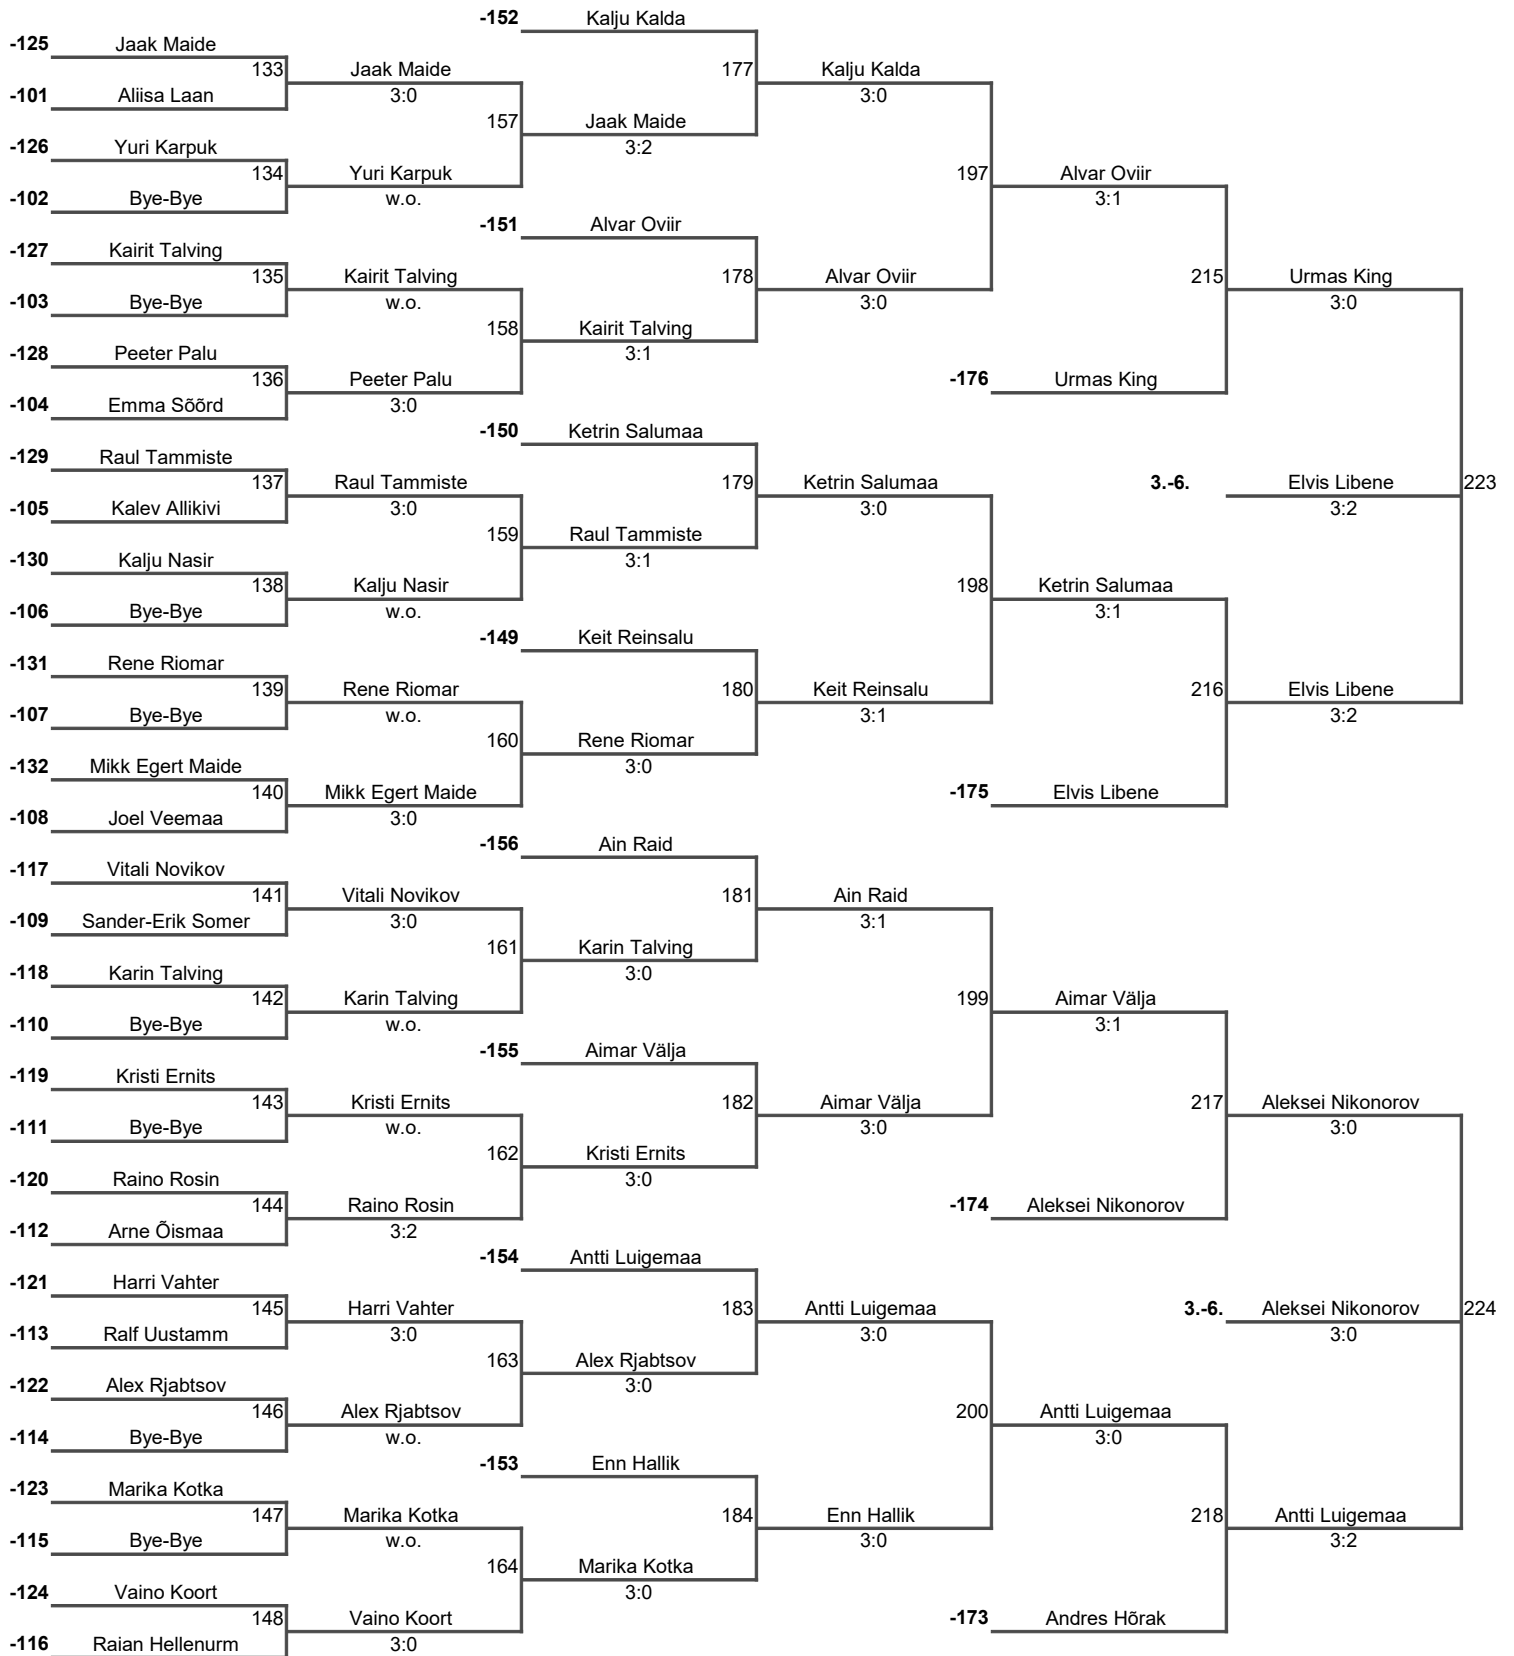 -152 Kalju Kalda
-125 Jaak Maide
133 Jaak Maide 177 Kalju Kalda
-101 Aliisa Laan 3:0 3:0
157 Jaak Maide
-126 Yuri Karpuk 3:2
134 Yuri Karpuk 197 Alvar Oviir
-102 Bye-Bye w.o. 3:1
-151 Alvar Oviir
-127 Kairit Talving
135 Kairit Talving 178 Alvar Oviir 215 Urmas King
-103 Bye-Bye w.o. 3:0 3:0
158 Kairit Talving
-128 Peeter Palu 3:1
136 Peeter Palu -176 Urmas King
-104 Emma Sõõrd 3:0
-150 Ketrin Salumaa
-129 Raul Tammiste
137 Raul Tammiste 179 Ketrin Salumaa 3.-6. Elvis Libene 223
-105 Kalev Allikivi 3:0 3:0 3:2
159 Raul Tammiste
-130 Kalju Nasir 3:1
138 Kalju Nasir 198 Ketrin Salumaa
-106 Bye-Bye w.o. 3:1
-149 Keit Reinsalu
-131 Rene Riomar
139 Rene Riomar 180 Keit Reinsalu 216 Elvis Libene
-107 Bye-Bye w.o. 3:1 3:2
160 Rene Riomar
-132 Mikk Egert Maide 3:0
140 Mikk Egert Maide -175 Elvis Libene
-108 Joel Veemaa 3:0
-156 Ain Raid
-117 Vitali Novikov
141 Vitali Novikov 181 Ain Raid
-109 Sander-Erik Somer 3:0 3:1
161 Karin Talving
-118 Karin Talving 3:0
142 Karin Talving 199 Aimar Välja
-110 Bye-Bye w.o. 3:1
-155 Aimar Välja
-119 Kristi Ernits
143 Kristi Ernits 182 Aimar Välja 217 Aleksei Nikonorov
-111 Bye-Bye w.o. 3:0 3:0
162 Kristi Ernits
-120 Raino Rosin 3:0
144 Raino Rosin -174 Aleksei Nikonorov
-112 Arne Õismaa 3:2
-154 Antti Luigemaa
-121 Harri Vahter
145 Harri Vahter 183 Antti Luigemaa 3.-6. Aleksei Nikonorov 224
-113 Ralf Uustamm 3:0 3:0 3:0
163 Alex Rjabtsov
-122 Alex Rjabtsov 3:0
146 Alex Rjabtsov 200 Antti Luigemaa
-114 Bye-Bye w.o. 3:0
-153 Enn Hallik
-123 Marika Kotka
147 Marika Kotka 184 Enn Hallik 218 Antti Luigemaa
-115 Bye-Bye w.o. 3:0 3:2
164 Marika Kotka
-124 Vaino Koort 3:0
148 Vaino Koort -173 Andres Hõrak
-116 Raian Hellenurm 3:0